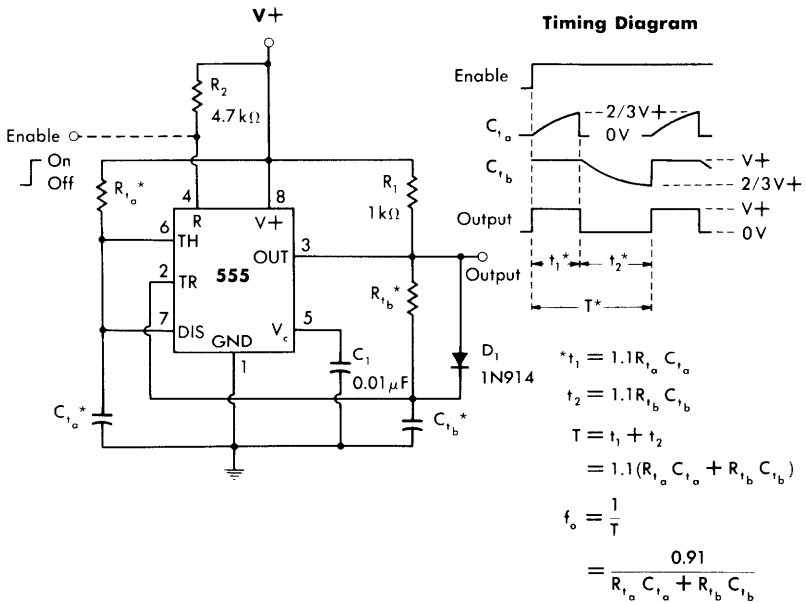 V+
R₂
4.7kΩ
Enable
On
Off
Rₜₐ*
4
8
R
V+
R₁
1kΩ
6
TH
OUT
3
Output
2
TR
555
Rₜb*
7
DIS
GND
Vc
5
1
C₁
0.01μF
D₁
1N914
Cₜₐ*
Cₜb*
Timing Diagram
Enable
Cₜₐ
2/3V+
0V
Cₜb
V+
2/3V+
Output
V+
0V
t₁*
t₂*
T*
*t₁ = 1.1Rₜₐ Cₜₐ
t₂ = 1.1Rₜb Cₜb
T = t₁ + t₂
= 1.1(Rₜₐ Cₜₐ + Rₜb Cₜb)
fₒ = 1/T
= 0.91 / (Rₜₐ Cₜₐ + Rₜb Cₜb)